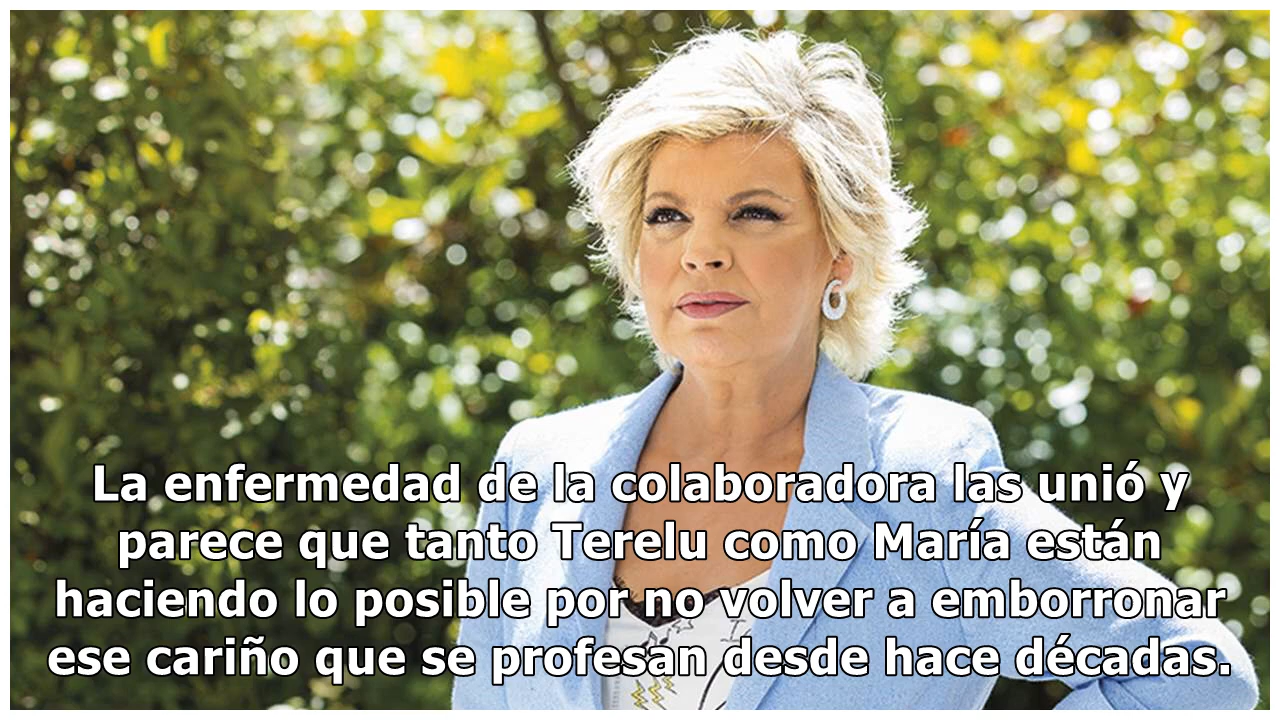 La enfermedad de la colaboradora las unió y
parece que tanto Terelu como María están
haciendo lo posible por no volver a emborronar
ese cariño que se profesan desde hace décadas.